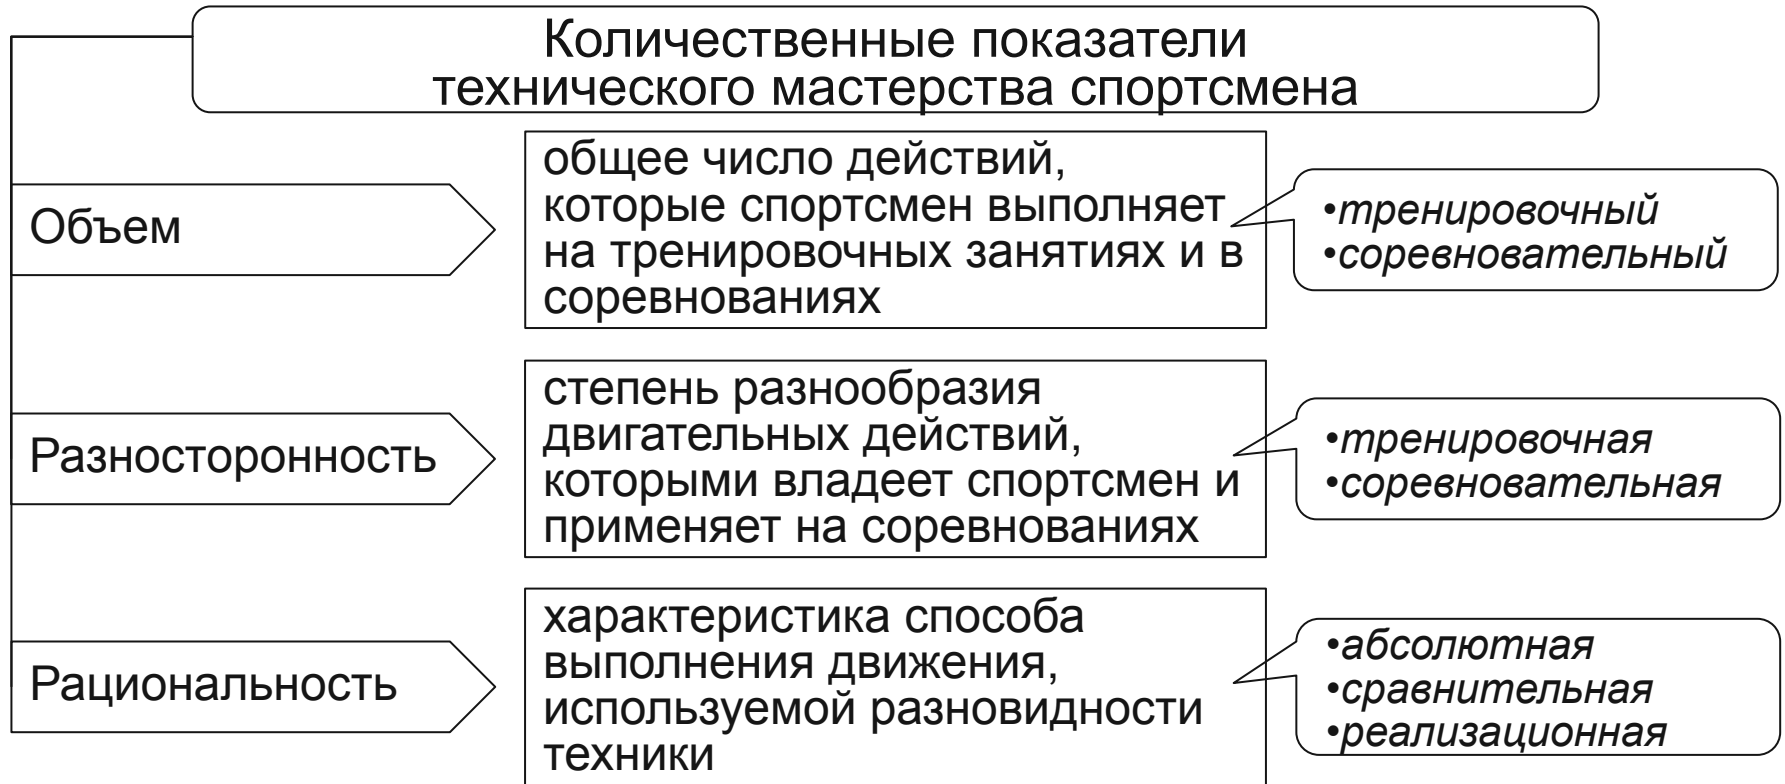 Количественные показатели
технического мастерства спортсмена
Объем
общее число действий,
которые спортсмен выполняет
на тренировочных занятиях и в
соревнованиях
•тренировочный
•соревновательный
Разносторонность
степень разнообразия
двигательных действий,
которыми владеет спортсмен и
применяет на соревнованиях
•тренировочная
•соревновательная
Рациональность
характеристика способа
выполнения движения,
используемой разновидности
техники
•абсолютная
•сравнительная
•реализационная